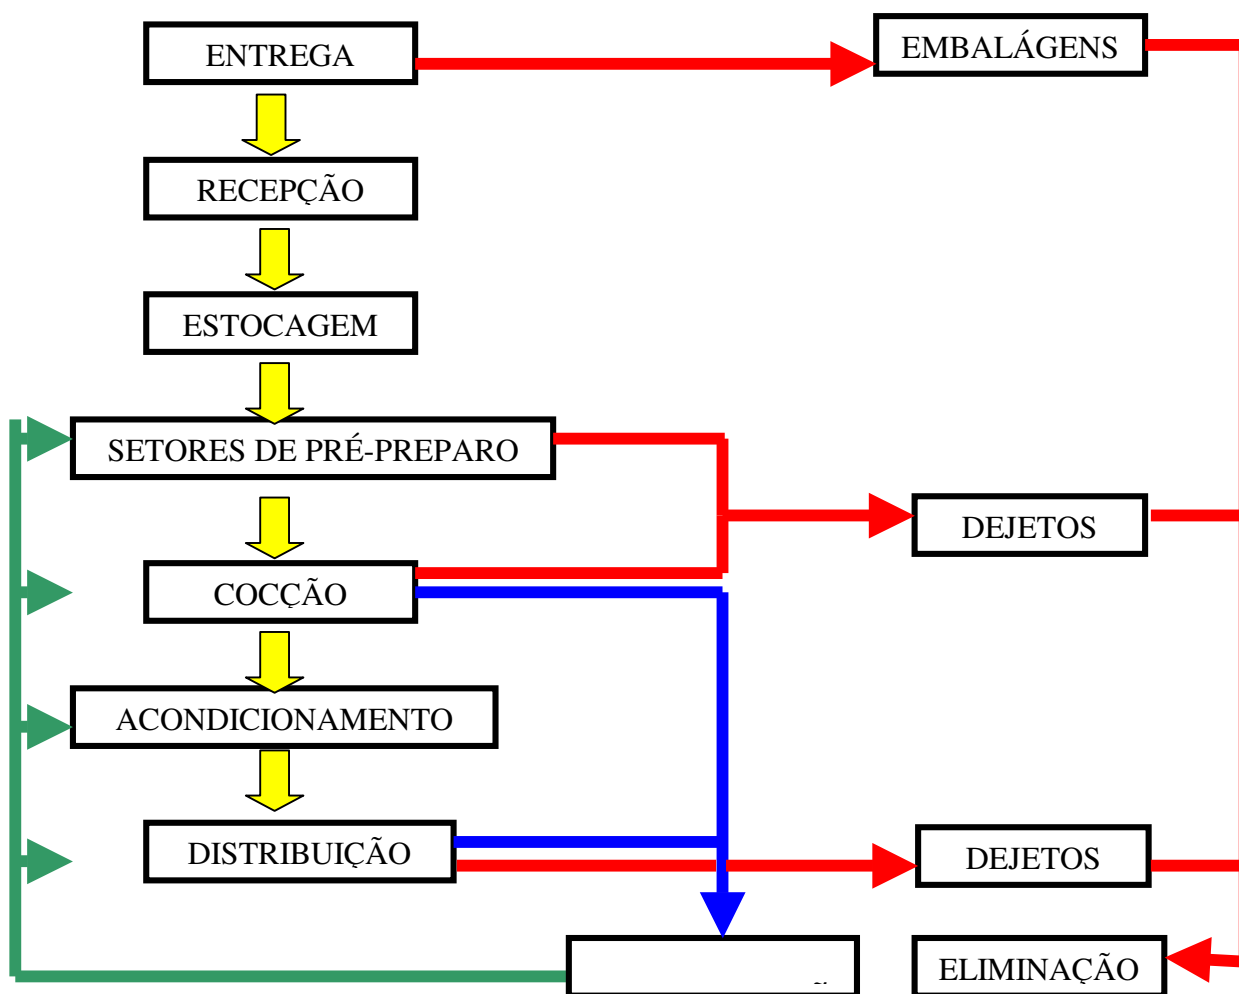 ENTREGA
EMBALÁGENS
RECEPÇÃO
ESTOCAGEM
SETORES DE PRÉ-PREPARO
DEJETOS
COCÇÃO
ACONDICIONAMENTO
DISTRIBUIÇÃO
DEJETOS
ELIMINAÇÃO